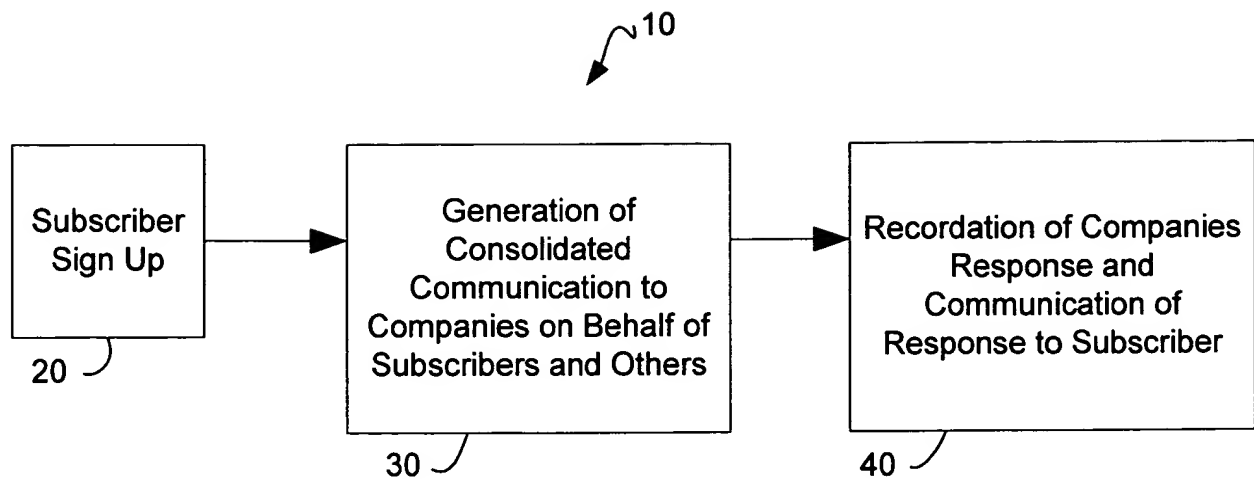 10
Subscriber
Sign Up
20
Generation of
Consolidated
Communication to
Companies on Behalf of
Subscribers and Others
30
Recordation of Companies
Response and
Communication of
Response to Subscriber
40